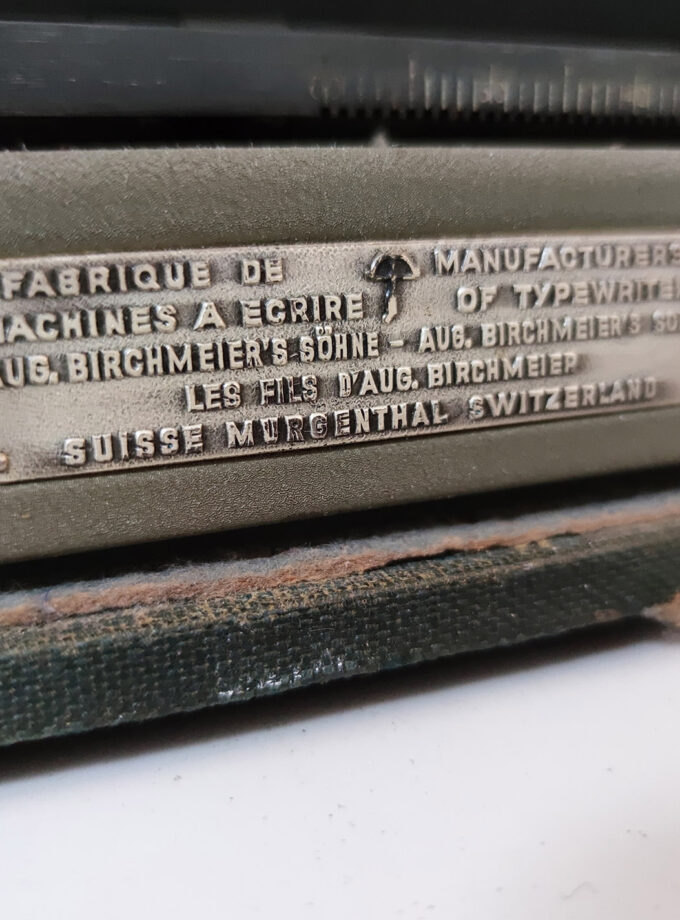 FABRIQUE DE MANUFACTURERS
MACHINES A ECRIRE OF TYPEWRITE
AUG. BIRCHMEIER'S SÖHNE - AUG. BIRCHMEIER'S SO
LES FILS D'AUG. BIRCHMEIER
SUISSE MURGENTHAL SWITZERLAND